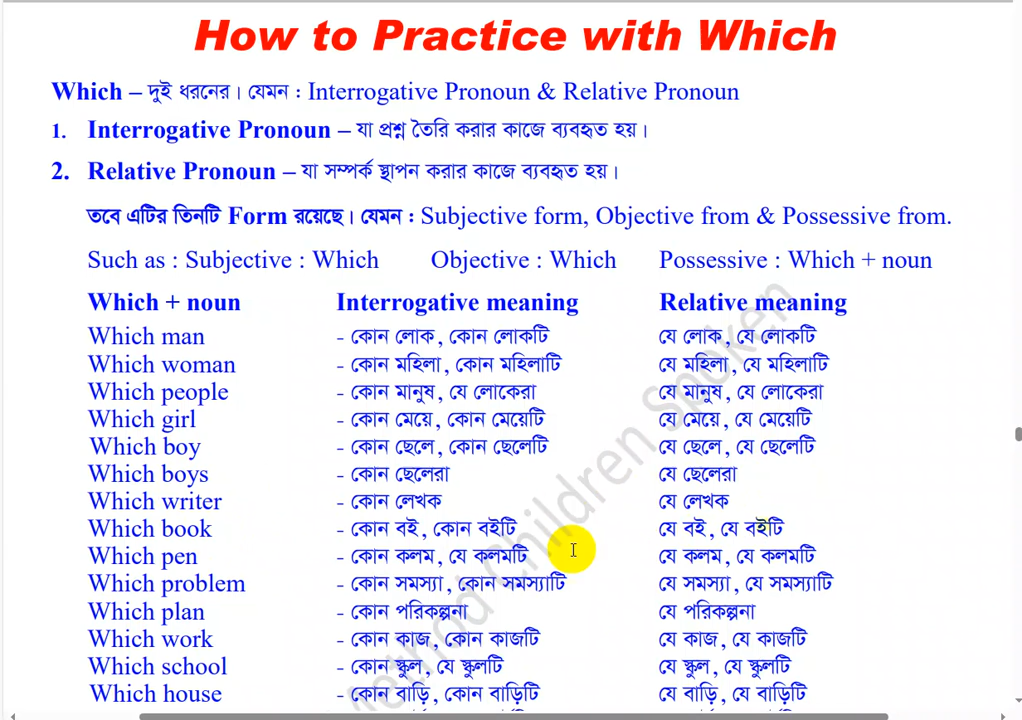 How to Practice with Which
Which – দুই ধরনের। যেমন : Interrogative Pronoun & Relative Pronoun
1. Interrogative Pronoun – যা প্রশ্ন তৈরি করার কাজে ব্যবহৃত হয়।
2. Relative Pronoun – যা সম্পর্ক স্থাপন করার কাজে ব্যবহৃত হয়।
তবে এটির তিনটি Form রয়েছে। যেমন : Subjective form, Objective from & Possessive from.
Such as : Subjective : Which Objective : Which Possessive : Which + noun
Which + noun Interrogative meaning Relative meaning
Which man - কোন লোক, কোন লোকটি যে লোক, যে লোকটি
Which woman - কোন মহিলা, কোন মহিলাটি যে মহিলা, যে মহিলাটি
Which people - কোন মানুষ, যে লোকেরা যে মানুষ, যে লোকেরা
Which girl - কোন মেয়ে, কোন মেয়েটি যে মেয়ে, যে মেয়েটি
Which boy - কোন ছেলে, কোন ছেলেটি যে ছেলে, যে ছেলেটি
Which boys - কোন ছেলেরা যে ছেলেরা
Which writer - কোন লেখক যে লেখক
Which book - কোন বই, কোন বইটি যে বই, যে বইটি
Which pen - কোন কলম, যে কলমটি যে কলম, যে কলমটি
Which problem - কোন সমস্যা, কোন সমস্যাটি যে সমস্যা, যে সমস্যাটি
Which plan - কোন পরিকল্পনা যে পরিকল্পনা
Which work - কোন কাজ, কোন কাজটি যে কাজ, যে কাজটি
Which school - কোন স্কুল, যে স্কুলটি যে স্কুল, যে স্কুলটি
Which house - কোন বাড়ি, কোন বাড়িটি যে বাড়ি, যে বাড়িটি
Method Children Spoken